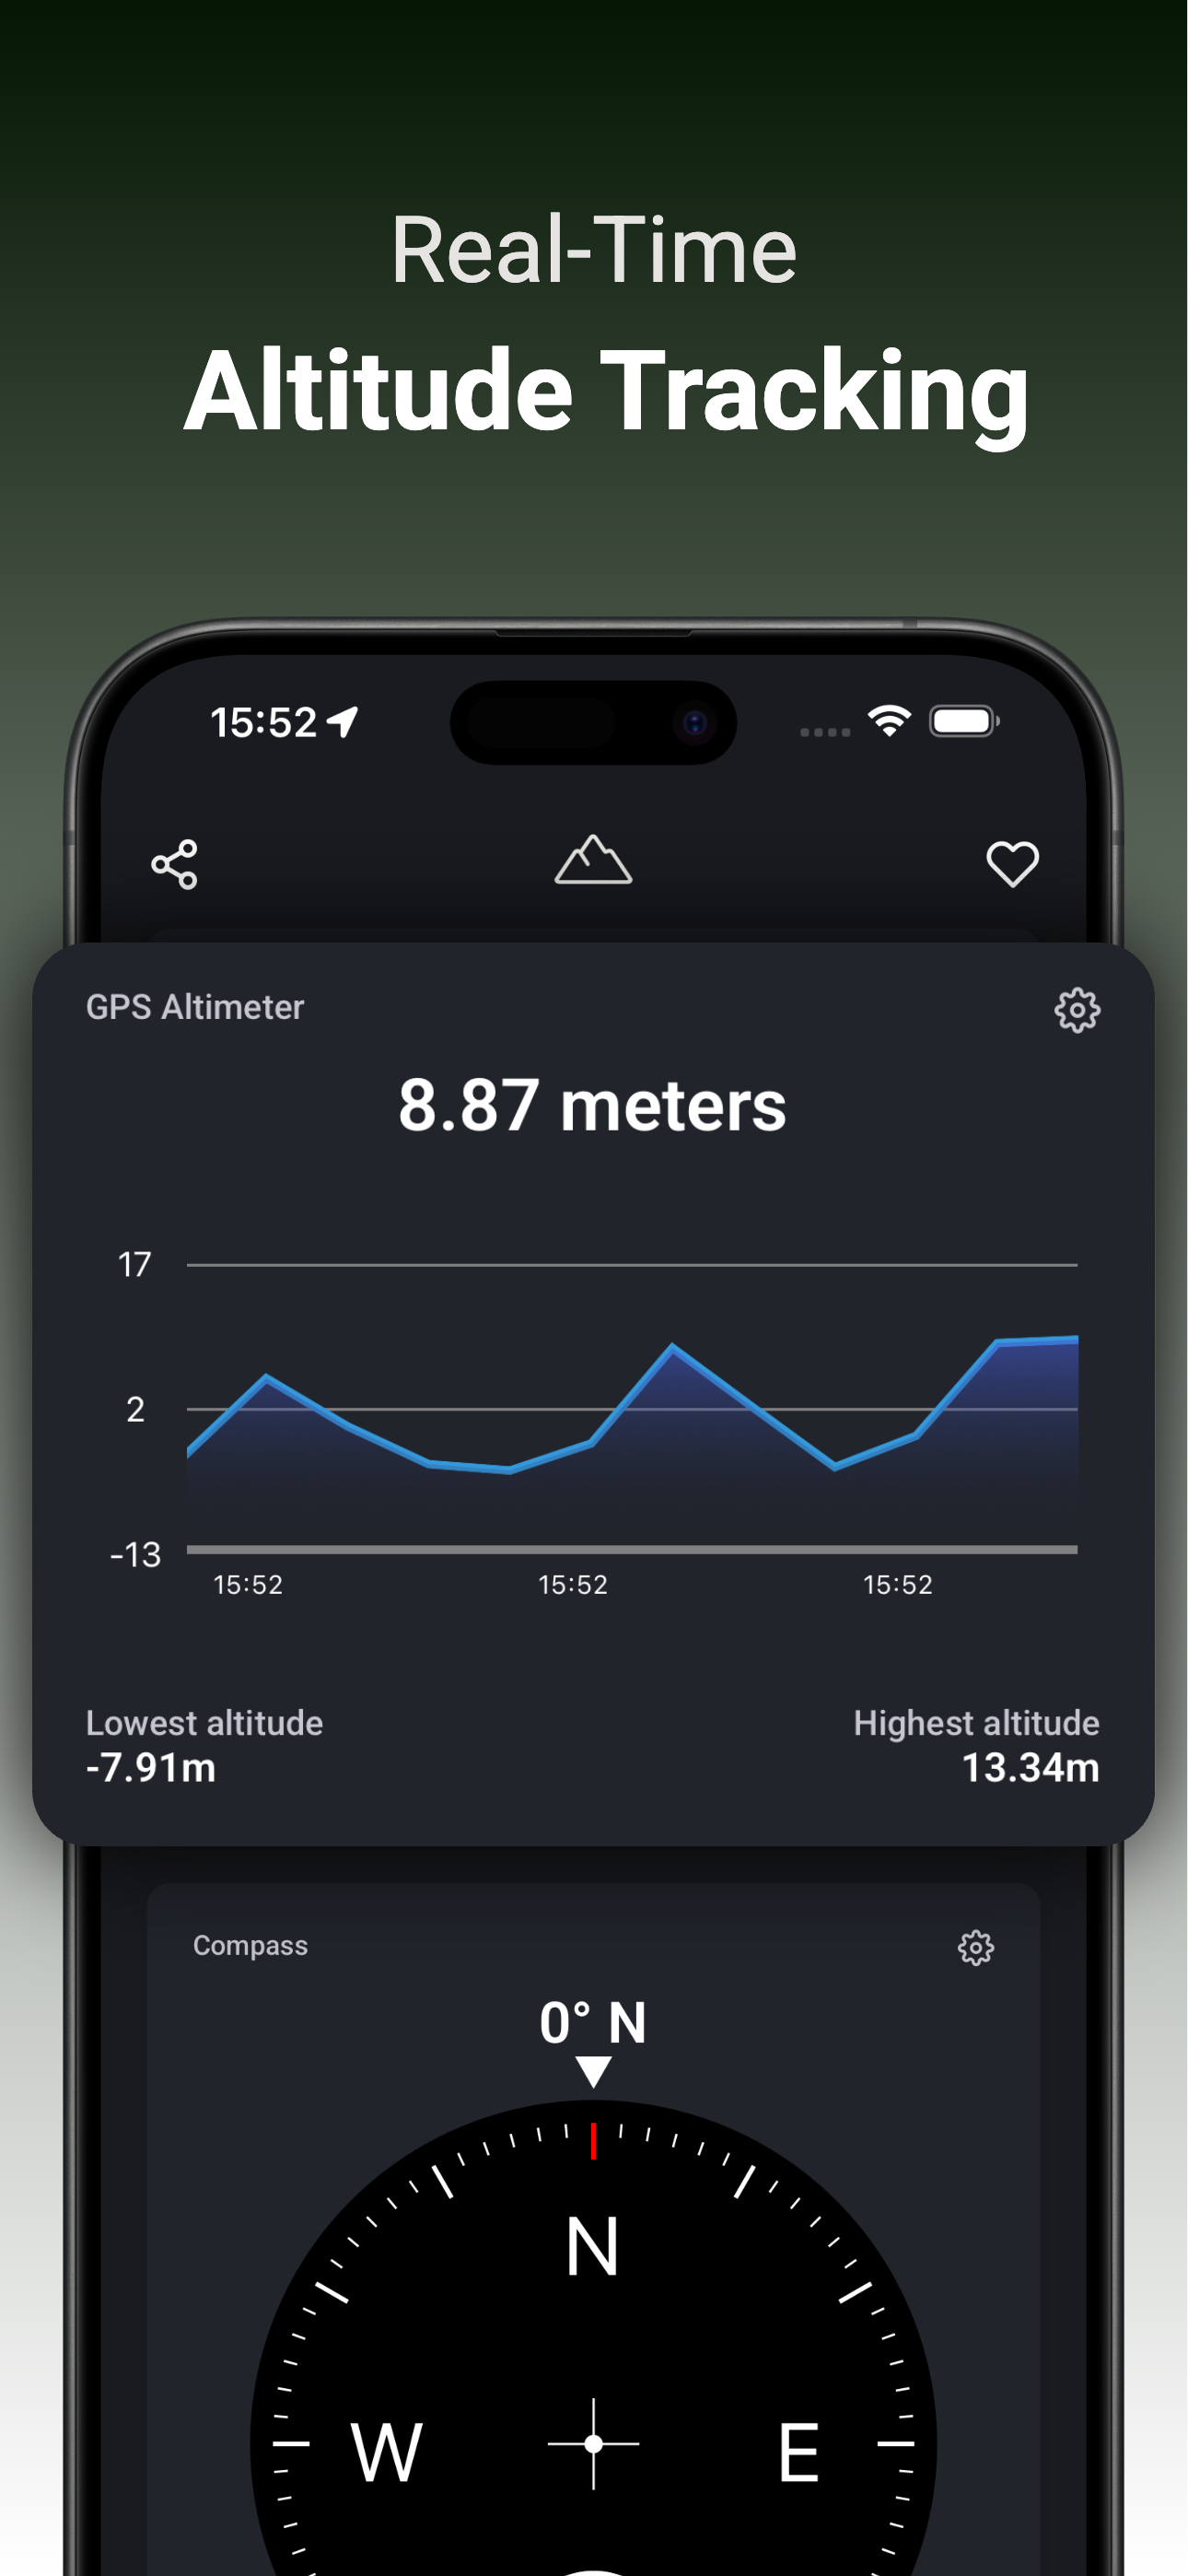 Real-Time
Altitude Tracking
15:52
GPS Altimeter
8.87 meters
17
2
-13
15:52 15:52 15:52
Lowest altitude Highest altitude
-7.91m 13.34m
Compass
0° N
N
W E